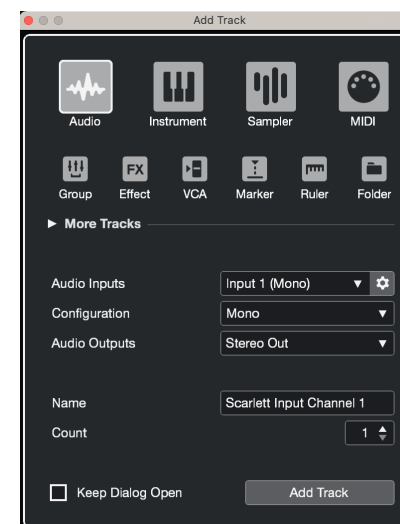 Add Track
Audio Instrument Sampler MIDI
FX
Group Effect VCA Marker Ruler Folder
More Tracks
Audio Inputs Input 1 (Mono)
Configuration Mono
Audio Outputs Stereo Out
Name Scarlett Input Channel 1
Count 1
Keep Dialog Open Add Track